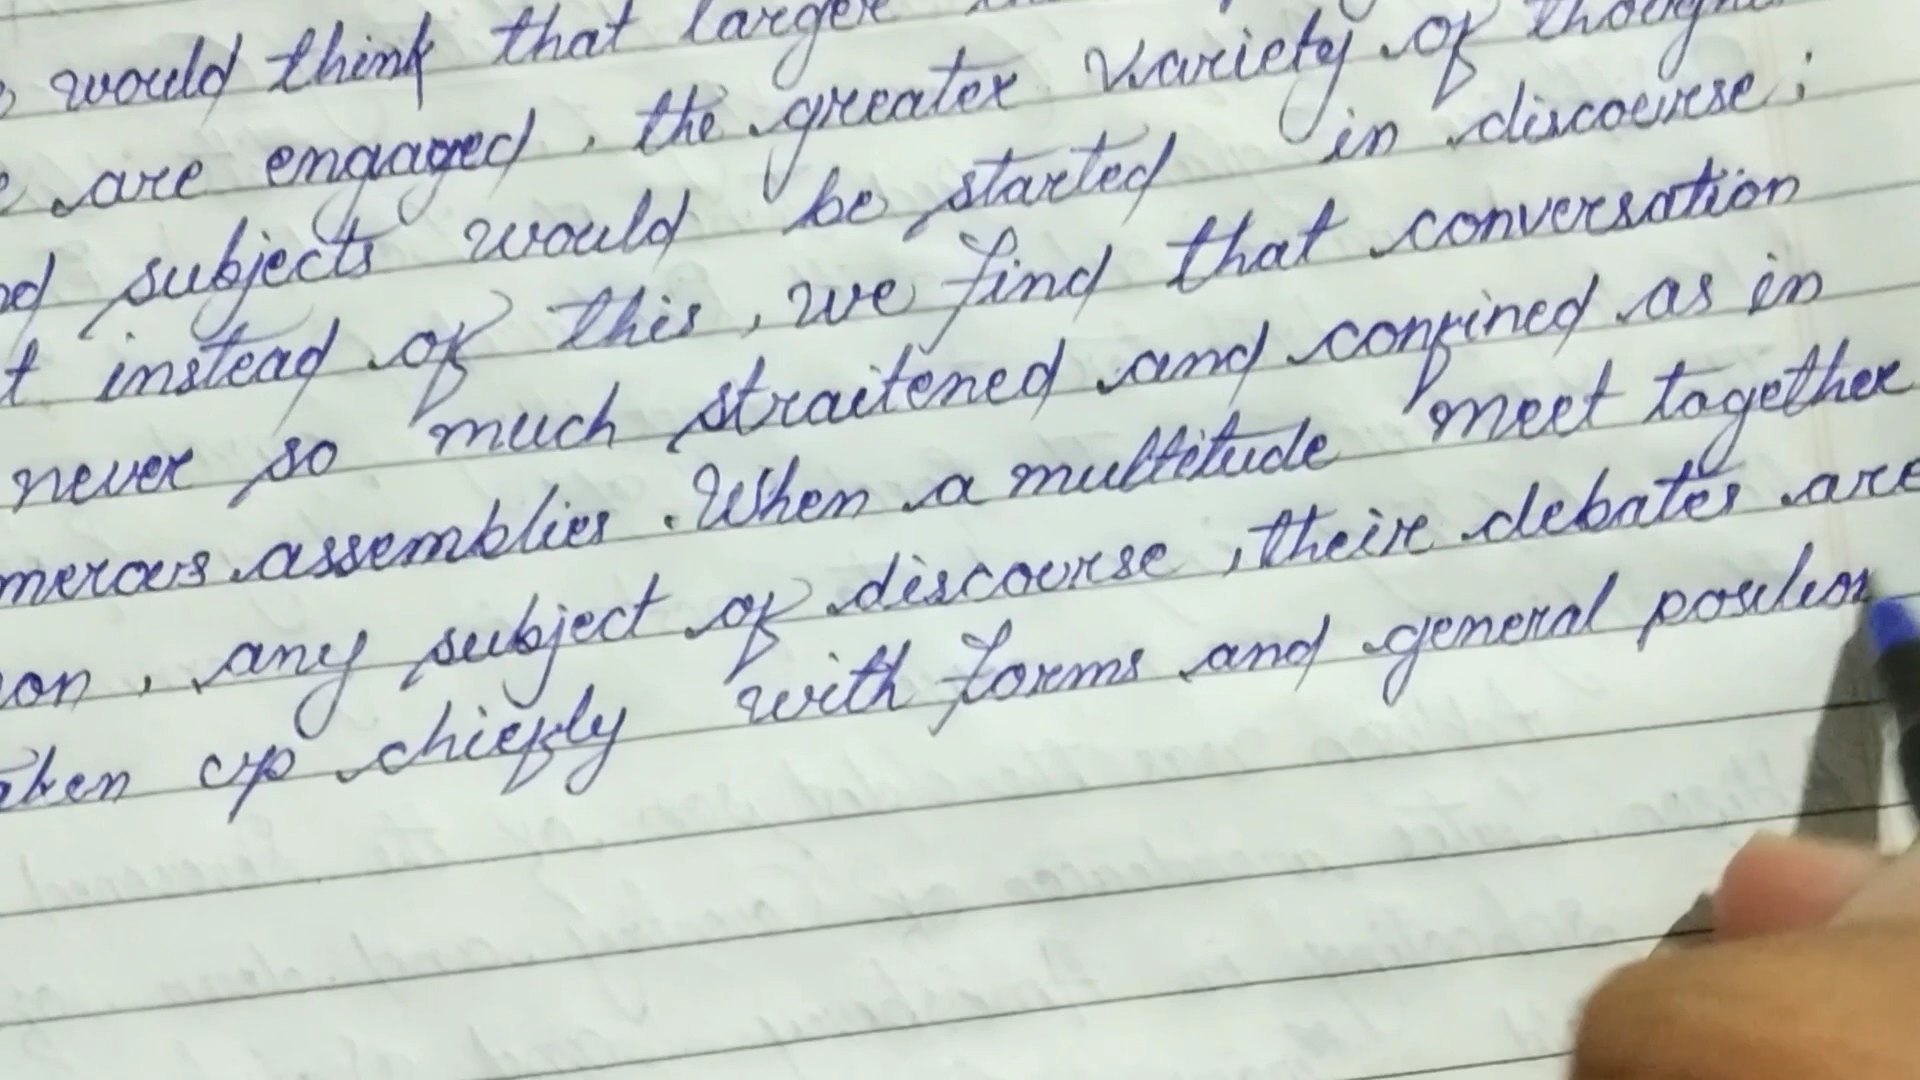 would think that larger
are engaged, the greater variety of
subjects would be started in discourse;
instead of this, we find that conversation
never so much straitened and confined as in
assemblies. When a multitude meet together
on, any subject of discourse, their debates are
up chiefly with forms and general position